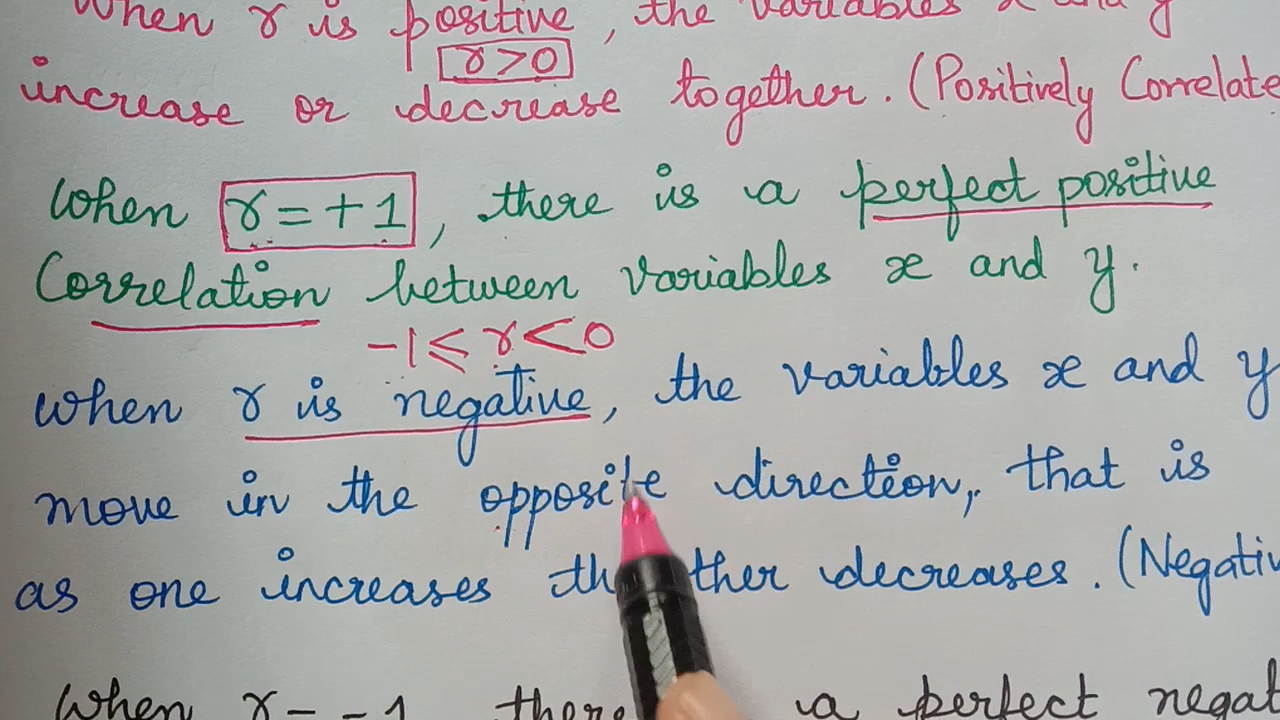 When r is positive, the variables x and y
r>0
increase or decrease together. (Positively Correlate
When r=+1, there is a perfect positive
Correlation between variables x and y.
-1≤ r<0
when r is negative, the variables x and y
move in the opposite direction, that is
as one increases the other decreases. (Negativ
When r=-1, there a perfect negat